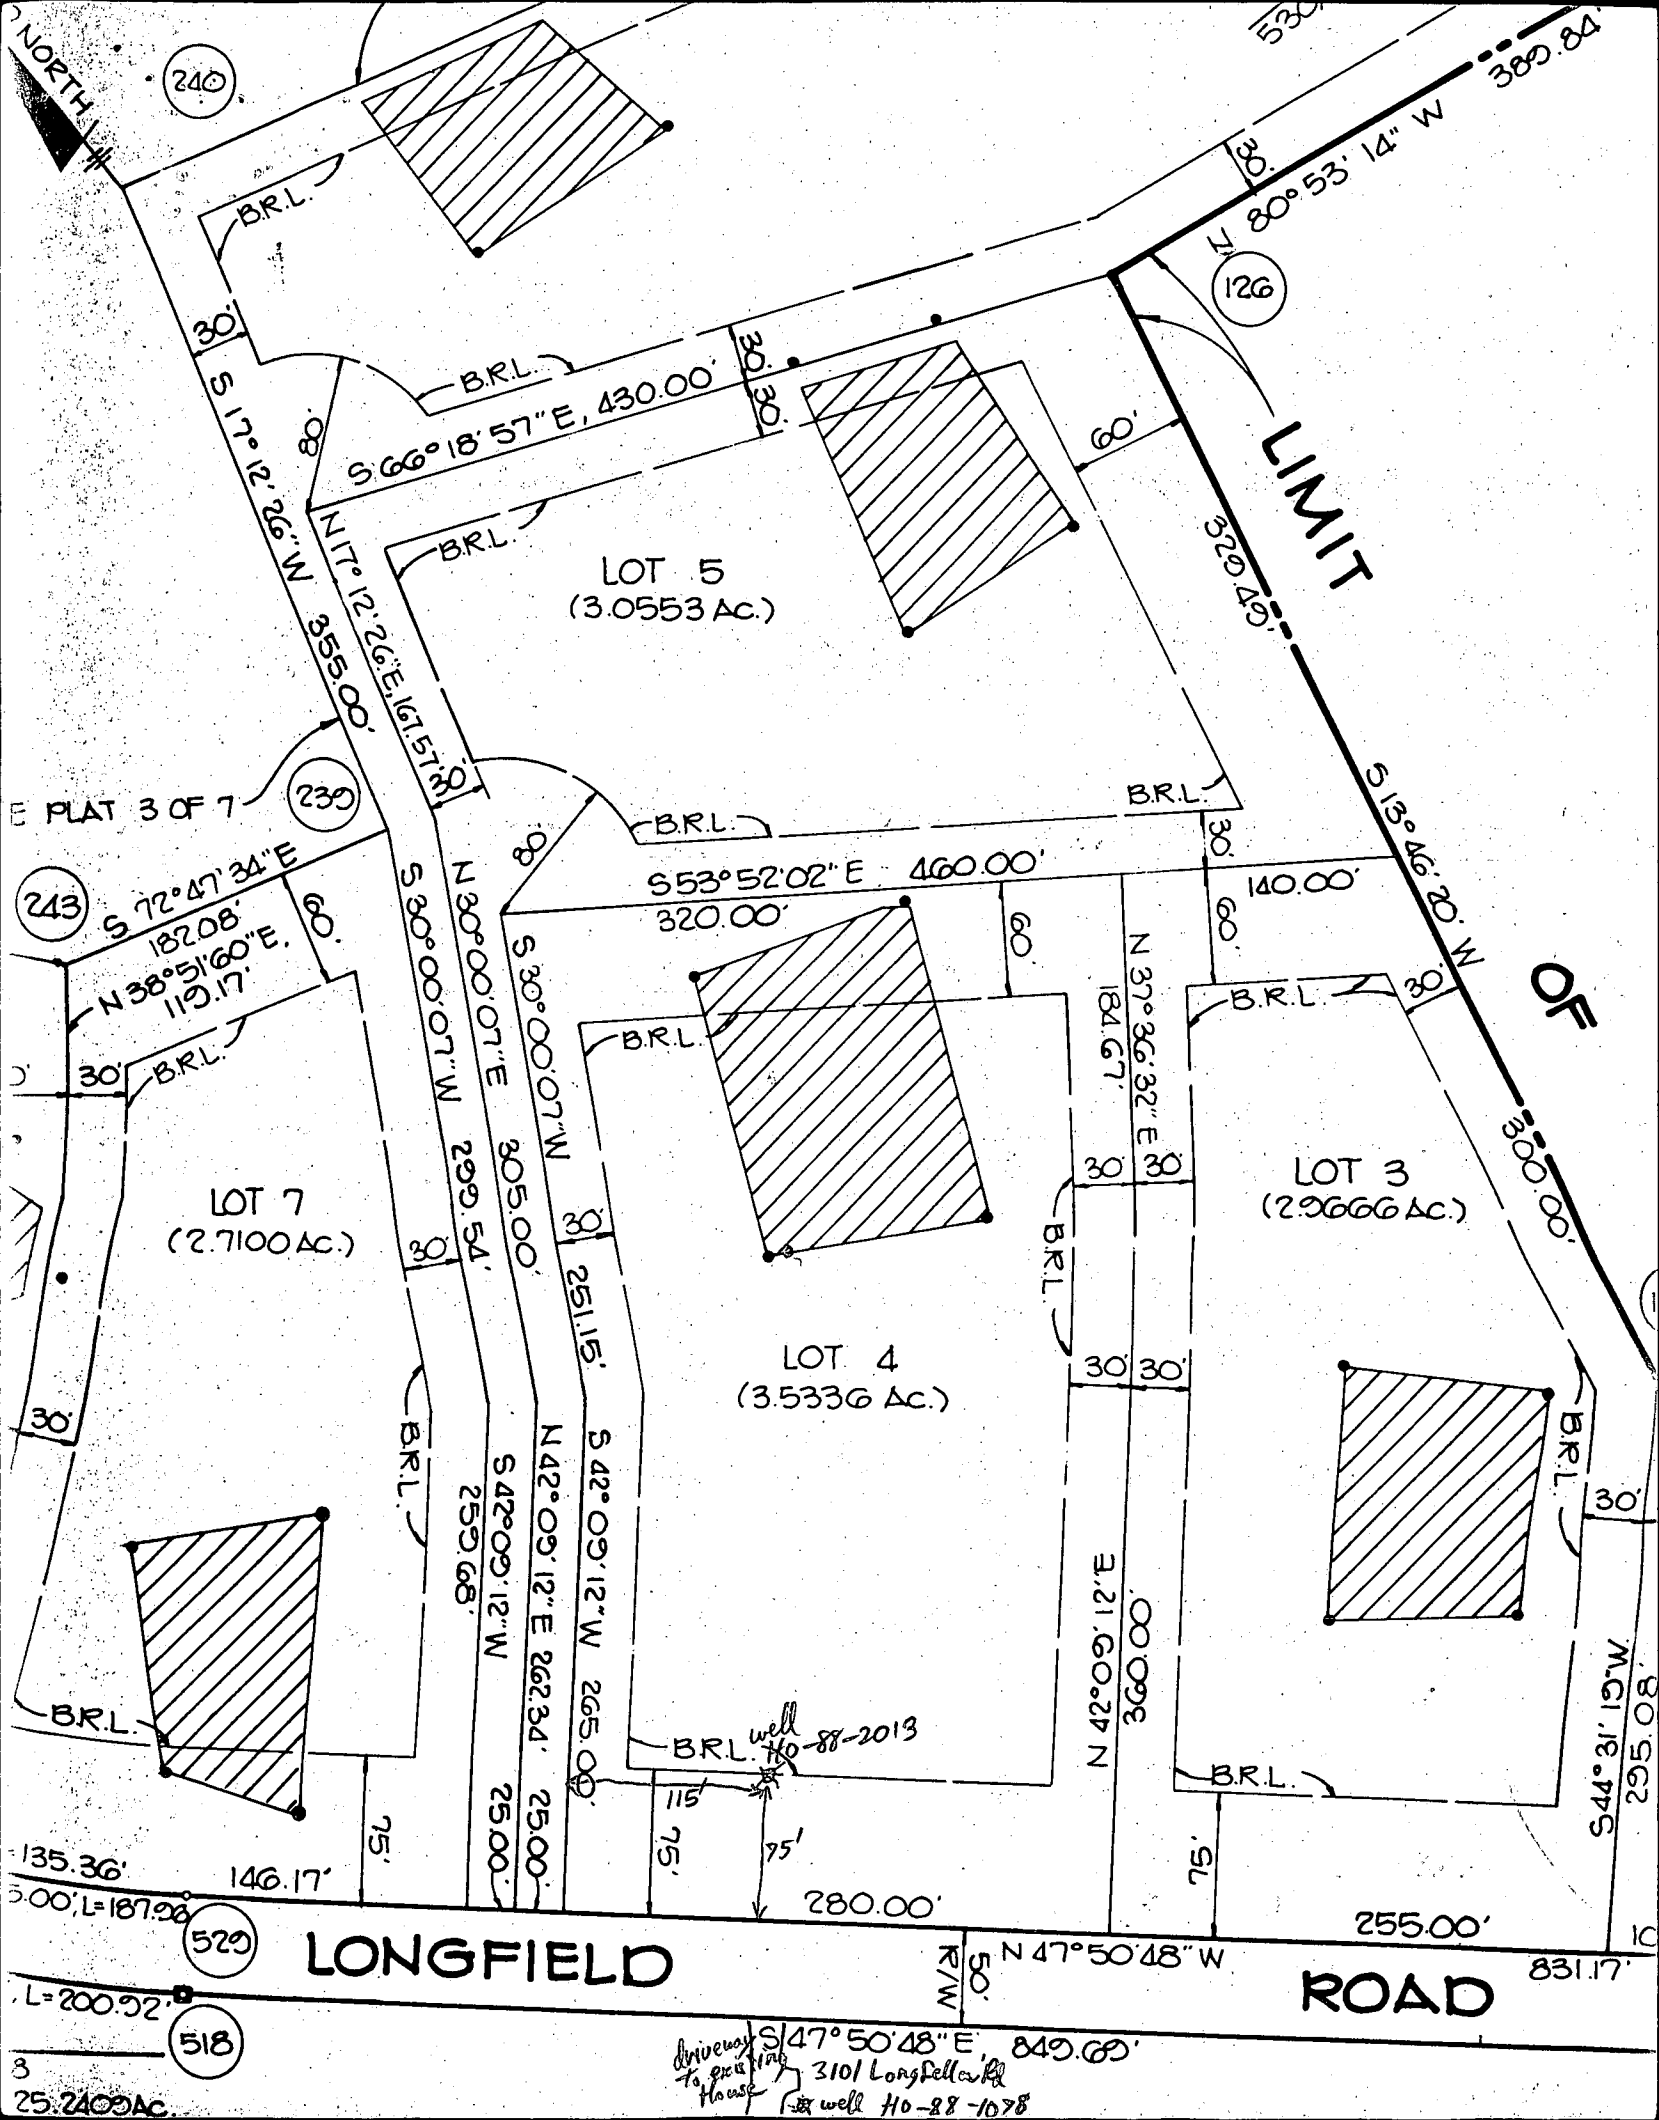 NORTH
240
530
389.84'
N 80°53'14" W
30'
126
B.R.L.
30'
S 17°12'26" W 355.00'
80'
B.R.L.
S 66°18'57" E, 430.00'
30'
30'
60'
LIMIT
N 17°12'26" E, 167.57'
B.R.L.
LOT 5
(3.0553 AC.)
329.49'
E PLAT 3 OF 7
239
30'
80'
B.R.L.
B.R.L.
30'
S 13°46'20" W
243
S 72°47'34" E
182.08'
N 38°51'60" E,
119.17'
60'
S 53°52'02" E 460.00'
320.00'
140.00'
60'
60'
30'
OF
S 30°00'07" W 299.54'
N 30°00'07" E 305.00'
S 30°00'07" W 251.15'
N 37°36'32" E
184.67'
B.R.L.
30'
B.R.L.
B.R.L.
300.00'
LOT 7
(2.7100 AC.)
30'
30'
30' 30'
B.R.L.
LOT 3
(2.9666 AC.)
LOT 4
(3.5336 AC.)
30' 30'
30'
B.R.L.
B.R.L.
30'
S 42°09'12" W
259.68'
N 42°09'12" E 262.34'
S 42°09'12" W 265.00'
N 42°09'12" E
360.00'
S 44°31'19" W
295.08'
B.R.L.
B.R.L.
well
HO-88-2013
B.R.L.
115'
75'
25.00'
25.00'
75'
75'
75'
135.36'
146.17'
280.00'
255.00'
5.00', L=187.98
529
LONGFIELD
50'
R/W
N 47°50'48" W
ROAD
831.17'
L=200.92'
518
S 47°50'48" E, 849.69'
driveway
to existing
House
3101 Longfellow Rd
well HO-88-1078
3
25.2409 AC.